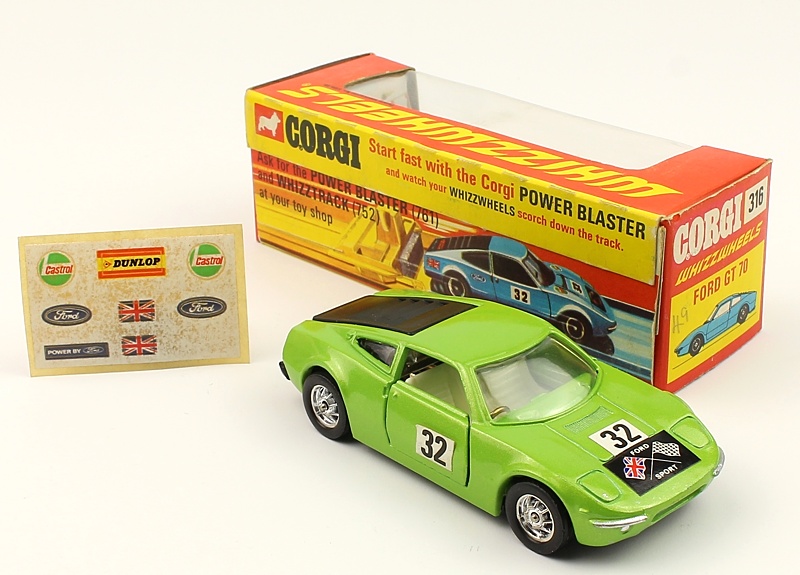 WHIZZWHEELS
CORGI
Start fast with the Corgi POWER BLASTER
and watch your WHIZZWHEELS scorch down the track.
Ask for the POWER BLASTER (761)
and WHIZZTRACK (752)
at your toy shop
32
CORGI 316
WHIZZWHEELS
FORD GT 70
H9
Castrol
DUNLOP
Castrol
Ford
Ford
POWER BY Ford
32
32
FORD
SPORT